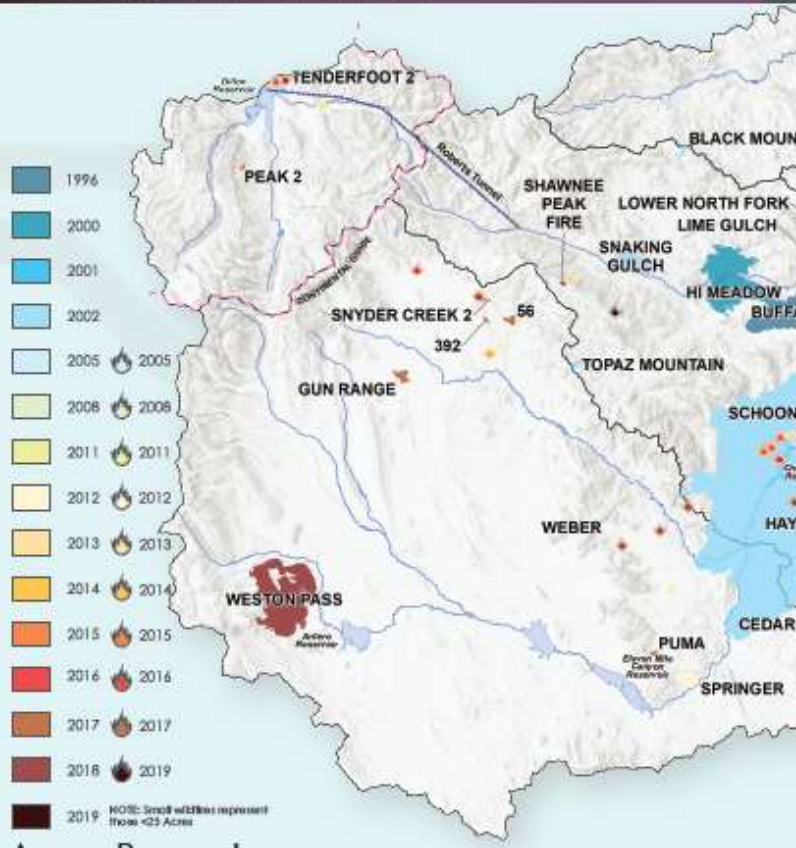 Dillon
Reservoir
TENDERFOOT 2
PEAK 2
Roberts Tunnel
CONTINENTAL DIVIDE
BLACK MOUN
SHAWNEE
PEAK
FIRE
LOWER NORTH FORK
LIME GULCH
SNAKING
GULCH
HI MEADOW
BUFFA
SNYDER CREEK 2
56
392
TOPAZ MOUNTAIN
GUN RANGE
SCHOON
HAY
WEBER
WESTON PASS
Antero
Reservoir
CEDAR
PUMA
Eleven Mile
Canyon
Reservoir
SPRINGER
1996
2000
2001
2002
2005 2005
2008 2008
2011 2011
2012 2012
2013 2013
2014 2014
2015 2015
2016 2016
2017 2017
2018 2019
2019 NOTE: Small wildfires represent
those <25 Acres